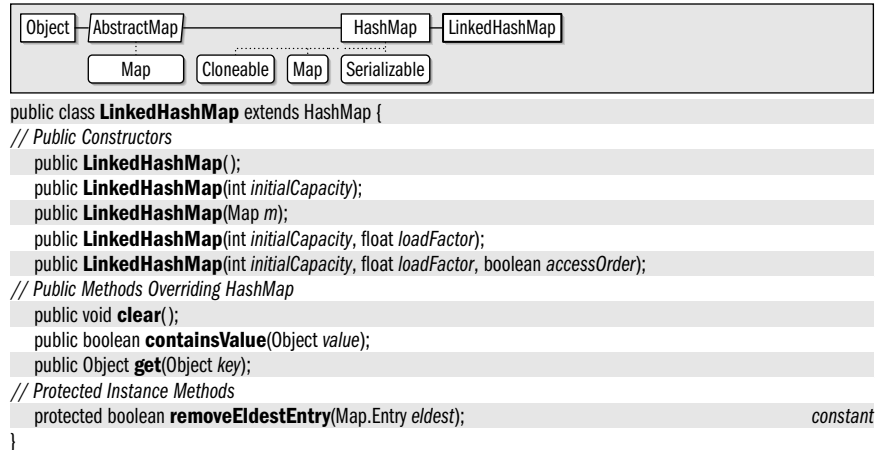 Object AbstractMap HashMap LinkedHashMap
Map Cloneable Map Serializable
public class LinkedHashMap extends HashMap {
// Public Constructors
public LinkedHashMap( );
public LinkedHashMap(int initialCapacity);
public LinkedHashMap(Map m);
public LinkedHashMap(int initialCapacity, float loadFactor);
public LinkedHashMap(int initialCapacity, float loadFactor, boolean accessOrder);
// Public Methods Overriding HashMap
public void clear( );
public boolean containsValue(Object value);
public Object get(Object key);
// Protected Instance Methods
protected boolean removeEldestEntry(Map.Entry eldest); constant
}